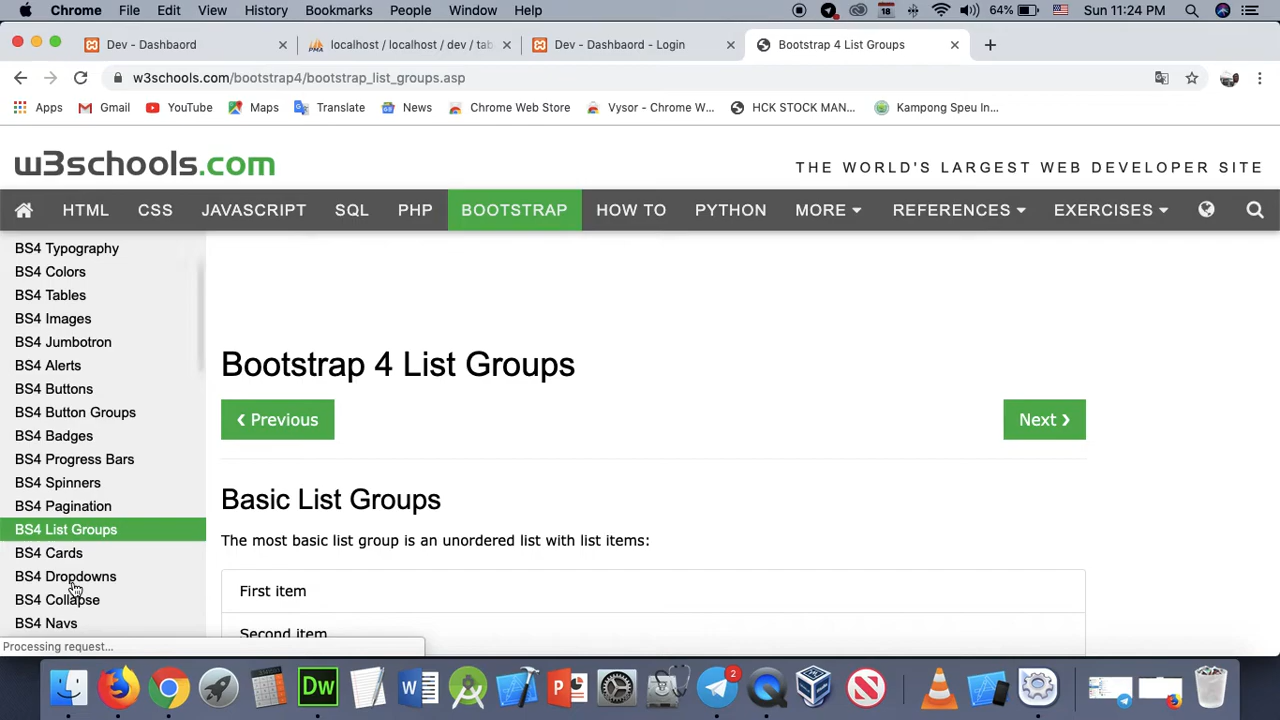 Chrome File Edit View History Bookmarks People Window Help 18 64% Sun 11:24 PM
Dev - Dashbaord localhost / localhost / dev / tab Dev - Dashbaord - Login Bootstrap 4 List Groups
w3schools.com/bootstrap4/bootstrap_list_groups.asp
Apps Gmail YouTube Maps Translate News Chrome Web Store Vysor - Chrome W... HCK STOCK MAN... Kampong Speu In...
w3schools.com THE WORLD'S LARGEST WEB DEVELOPER SITE
HTML CSS JAVASCRIPT SQL PHP BOOTSTRAP HOW TO PYTHON MORE REFERENCES EXERCISES
BS4 Typography
BS4 Colors
BS4 Tables
BS4 Images
BS4 Jumbotron
BS4 Alerts
BS4 Buttons
BS4 Button Groups
BS4 Badges
BS4 Progress Bars
BS4 Spinners
BS4 Pagination
BS4 List Groups
BS4 Cards
BS4 Dropdowns
BS4 Collapse
BS4 Navs
Bootstrap 4 List Groups
❮ Previous Next ❯
Basic List Groups
The most basic list group is an unordered list with list items:
First item
Second item
Processing request...
Dw W P 2